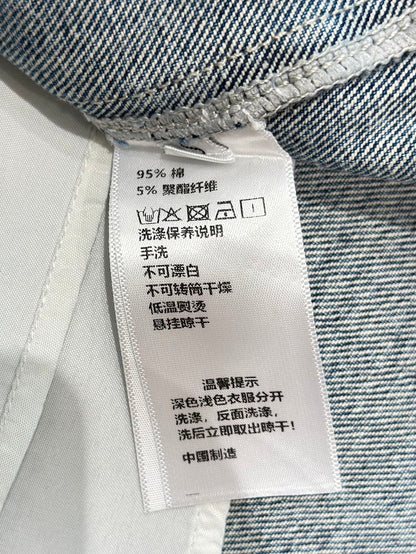 95% 棉
5% 聚酯纤维
洗涤保养说明
手洗
不可漂白
不可转筒干燥
低温熨烫
悬挂晾干
温馨提示
深色浅色衣服分开
洗涤，反面洗涤，
洗后立即取出晾干！
中国制造